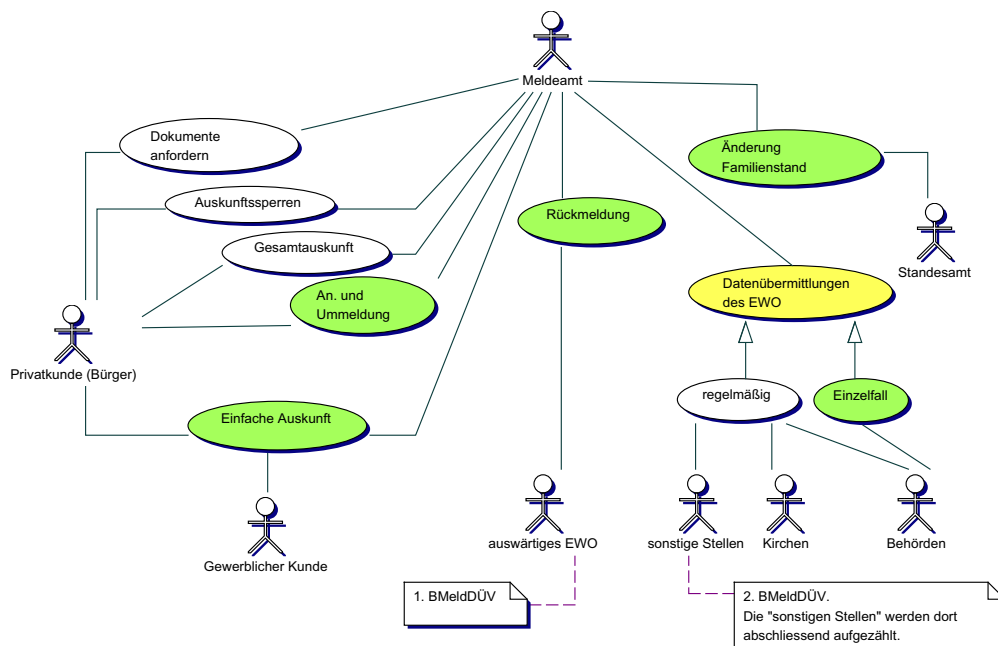 Meldeamt
Dokumente
anfordern
Änderung
Familienstand
Auskunftssperren
Rückmeldung
Gesamtauskunft
Standesamt
An. und
Ummeldung
Datenübermittlungen
des EWO
Privatkunde (Bürger)
regelmäßig
Einzelfall
Einfache Auskunft
auswärtiges EWO
sonstige Stellen
Kirchen
Behörden
Gewerblicher Kunde
1. BMeldDÜV
2. BMeldDÜV.
Die "sonstigen Stellen" werden dort
abschliessend aufgezählt.